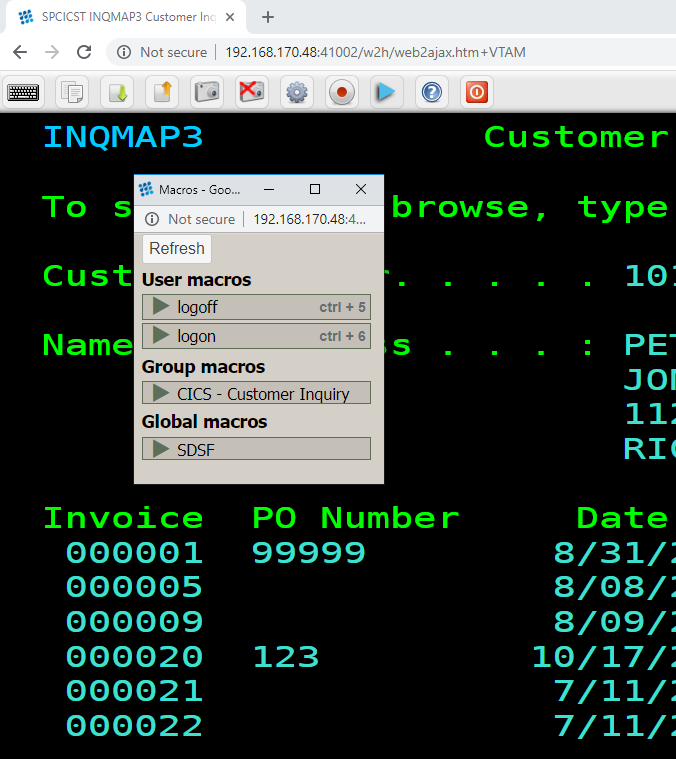 SPCICST INQMAP3 Customer Inq
Not secure 192.168.170.48:41002/w2h/web2ajax.htm+VTAM
INQMAP3 Customer
Macros - Goo...
To s browse, type
Not secure 192.168.170.48:4...
Refresh
Cust r. . . . . 101
User macros
logoff ctrl + 5
logon ctrl + 6
Name ss . . . : PET
Group macros
JON
CICS - Customer Inquiry
112
Global macros
RIC
SDSF
Invoice PO Number Date
000001 99999 8/31/2
000005 8/08/2
000009 8/09/2
000020 123 10/17/2
000021 7/11/2
000022 7/11/2